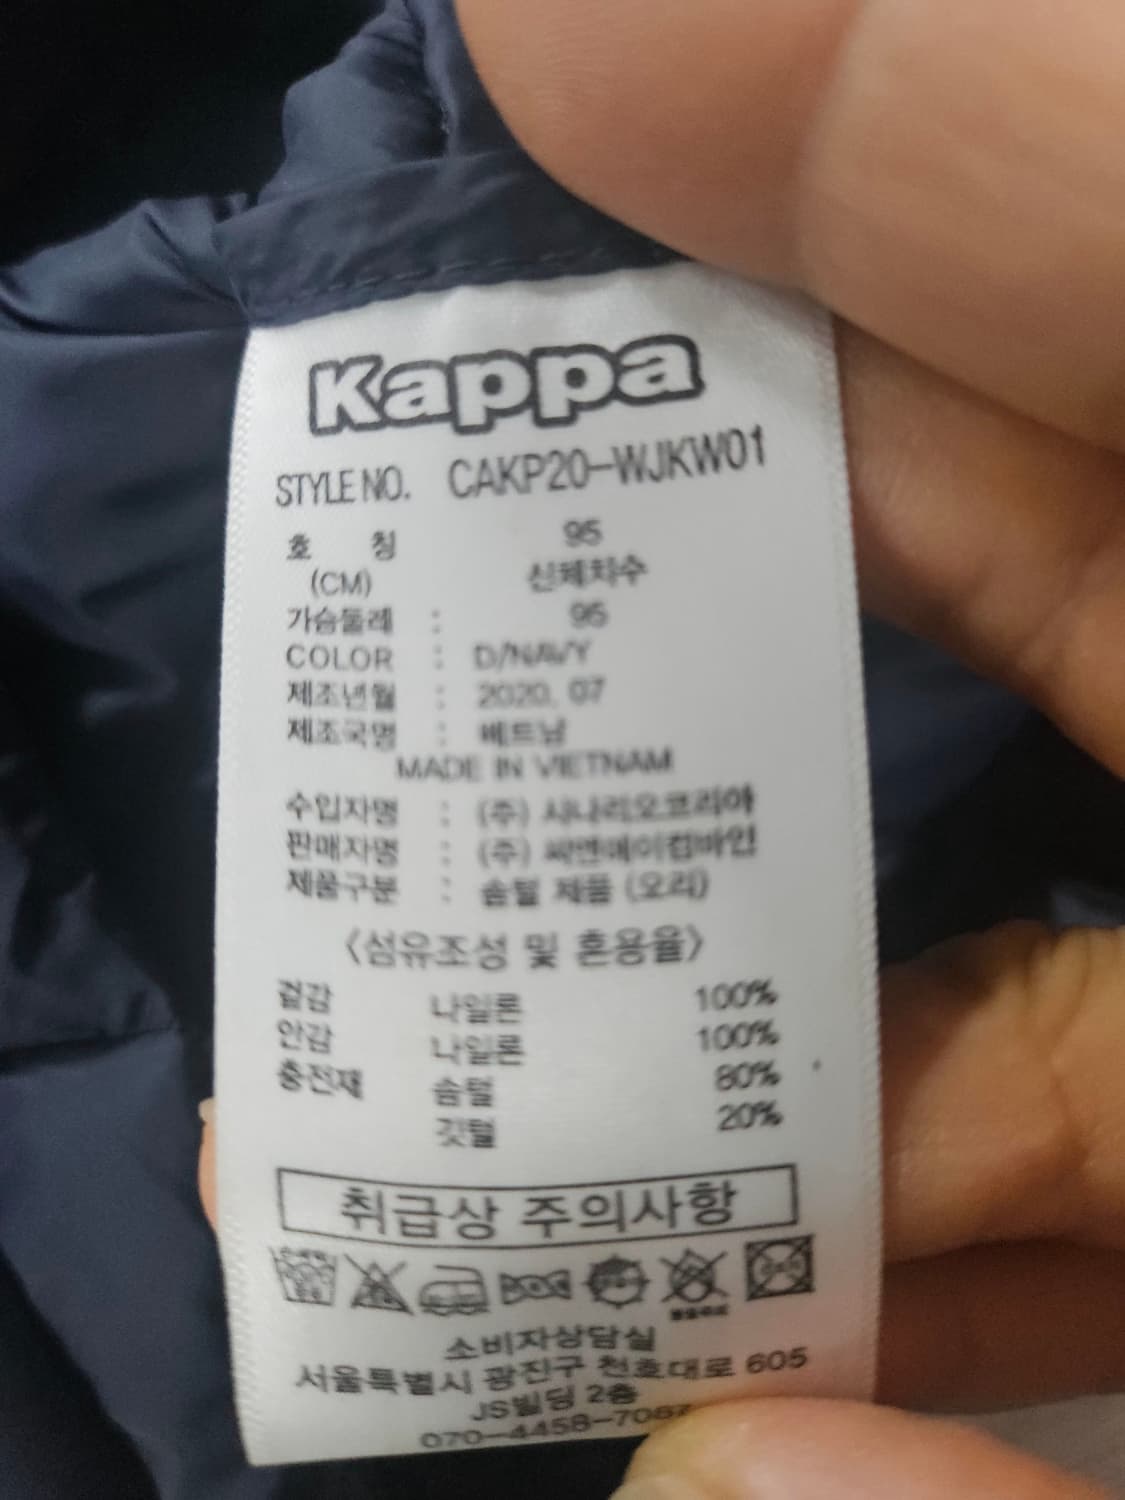 Kappa
STYLE NO. CAKP20-WJKW01
호 칭 95
(CM) 신체치수
가슴둘레 : 95
COLOR : D/NAVY
제조년월 : 2020. 07
제조국명 : 베트남
MADE IN VIETNAM
수입자명 : (주) 시나리오코리아
판매자명 : (주) 씨앤에이컴바인
제품구분 : 솜털 제품 (오리)
<섬유조성 및 혼용율>
겉감 나일론 100%
안감 나일론 100%
충전재 솜털 80%
깃털 20%
취급상 주의사항
소비자상담실
서울특별시 광진구 천호대로 605
JS빌딩 2층
070-4458-7087